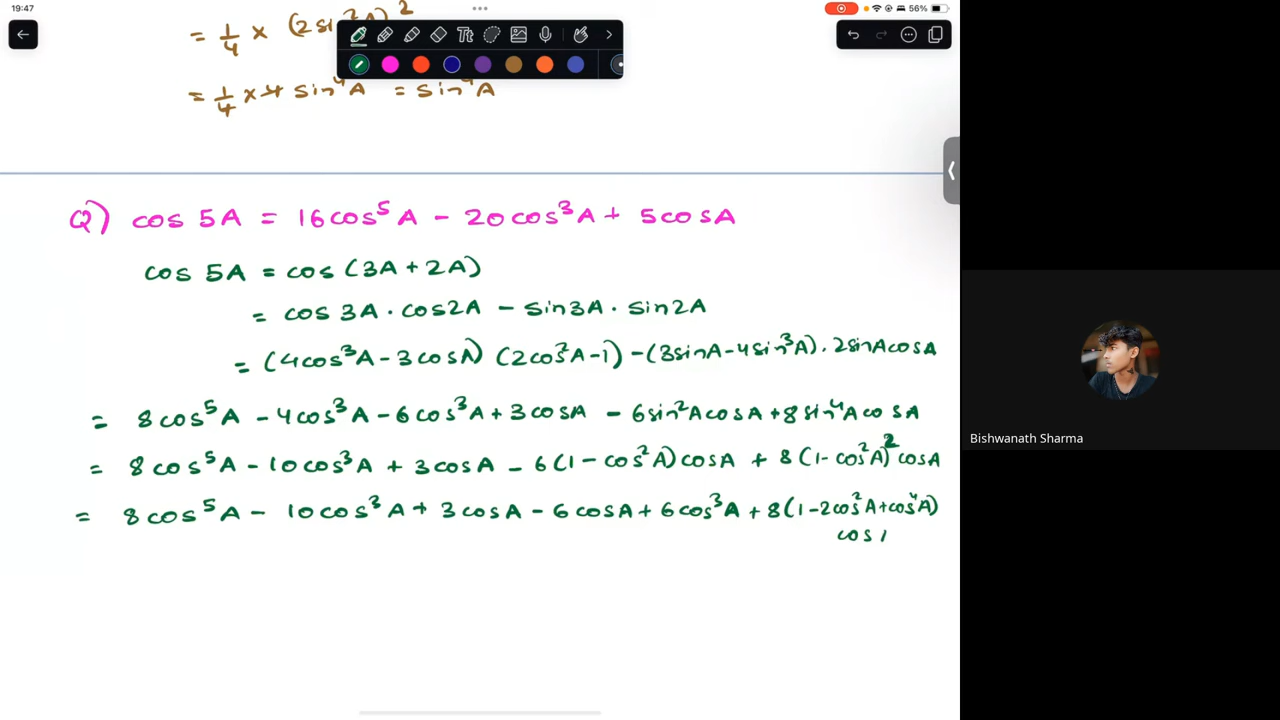 19:47
56%
= 1/4 × (2 sin²A)²
= 1/4 × 4 sin⁴A = sin⁴A
Q) cos 5A = 16cos⁵A - 20cos³A + 5cosA
cos 5A = cos (3A + 2A)
= cos 3A . cos2A - sin3A . sin2A
= (4cos³A - 3cosA) (2cos²A-1) -(3sinA-4sin³A). 2sinAcosA
= 8cos⁵A - 4cos³A - 6cos³A + 3cosA - 6sin²AcosA + 8sin⁴AcosA
= 8cos⁵A - 10cos³A + 3cosA - 6(1 - cos²A)cosA + 8(1-cos²A)²cosA
= 8cos⁵A - 10cos³A + 3cosA - 6cosA + 6cos³A + 8(1-2cos²A+cos⁴A)
cos
Bishwanath Sharma